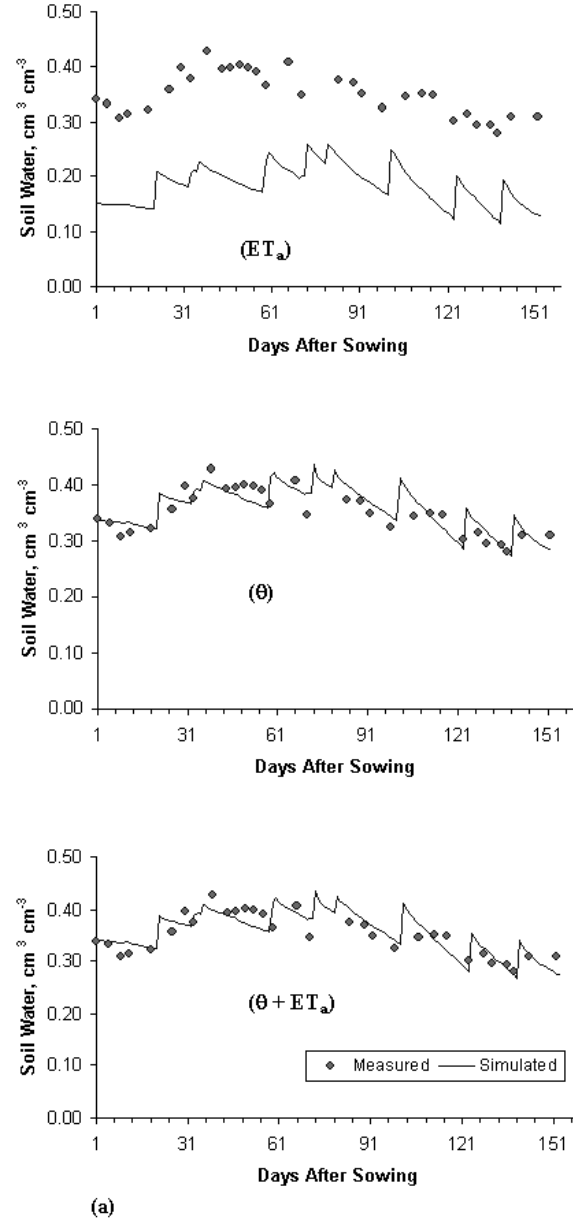 0.50
0.40
0.30
0.20
0.10
0.00
Soil Water, cm ³ cm⁻³
(ETₐ)
1 31 61 91 121 151
Days After Sowing
0.50
0.40
0.30
0.20
0.10
0.00
Soil Water, cm³ cm⁻³
(θ)
1 31 61 91 121 151
Days After Sowing
0.50
0.40
0.30
0.20
0.10
0.00
Soil Water, cm³ cm⁻³
(θ + ETₐ)
Measured Simulated
1 31 61 91 121 151
Days After Sowing
(a)